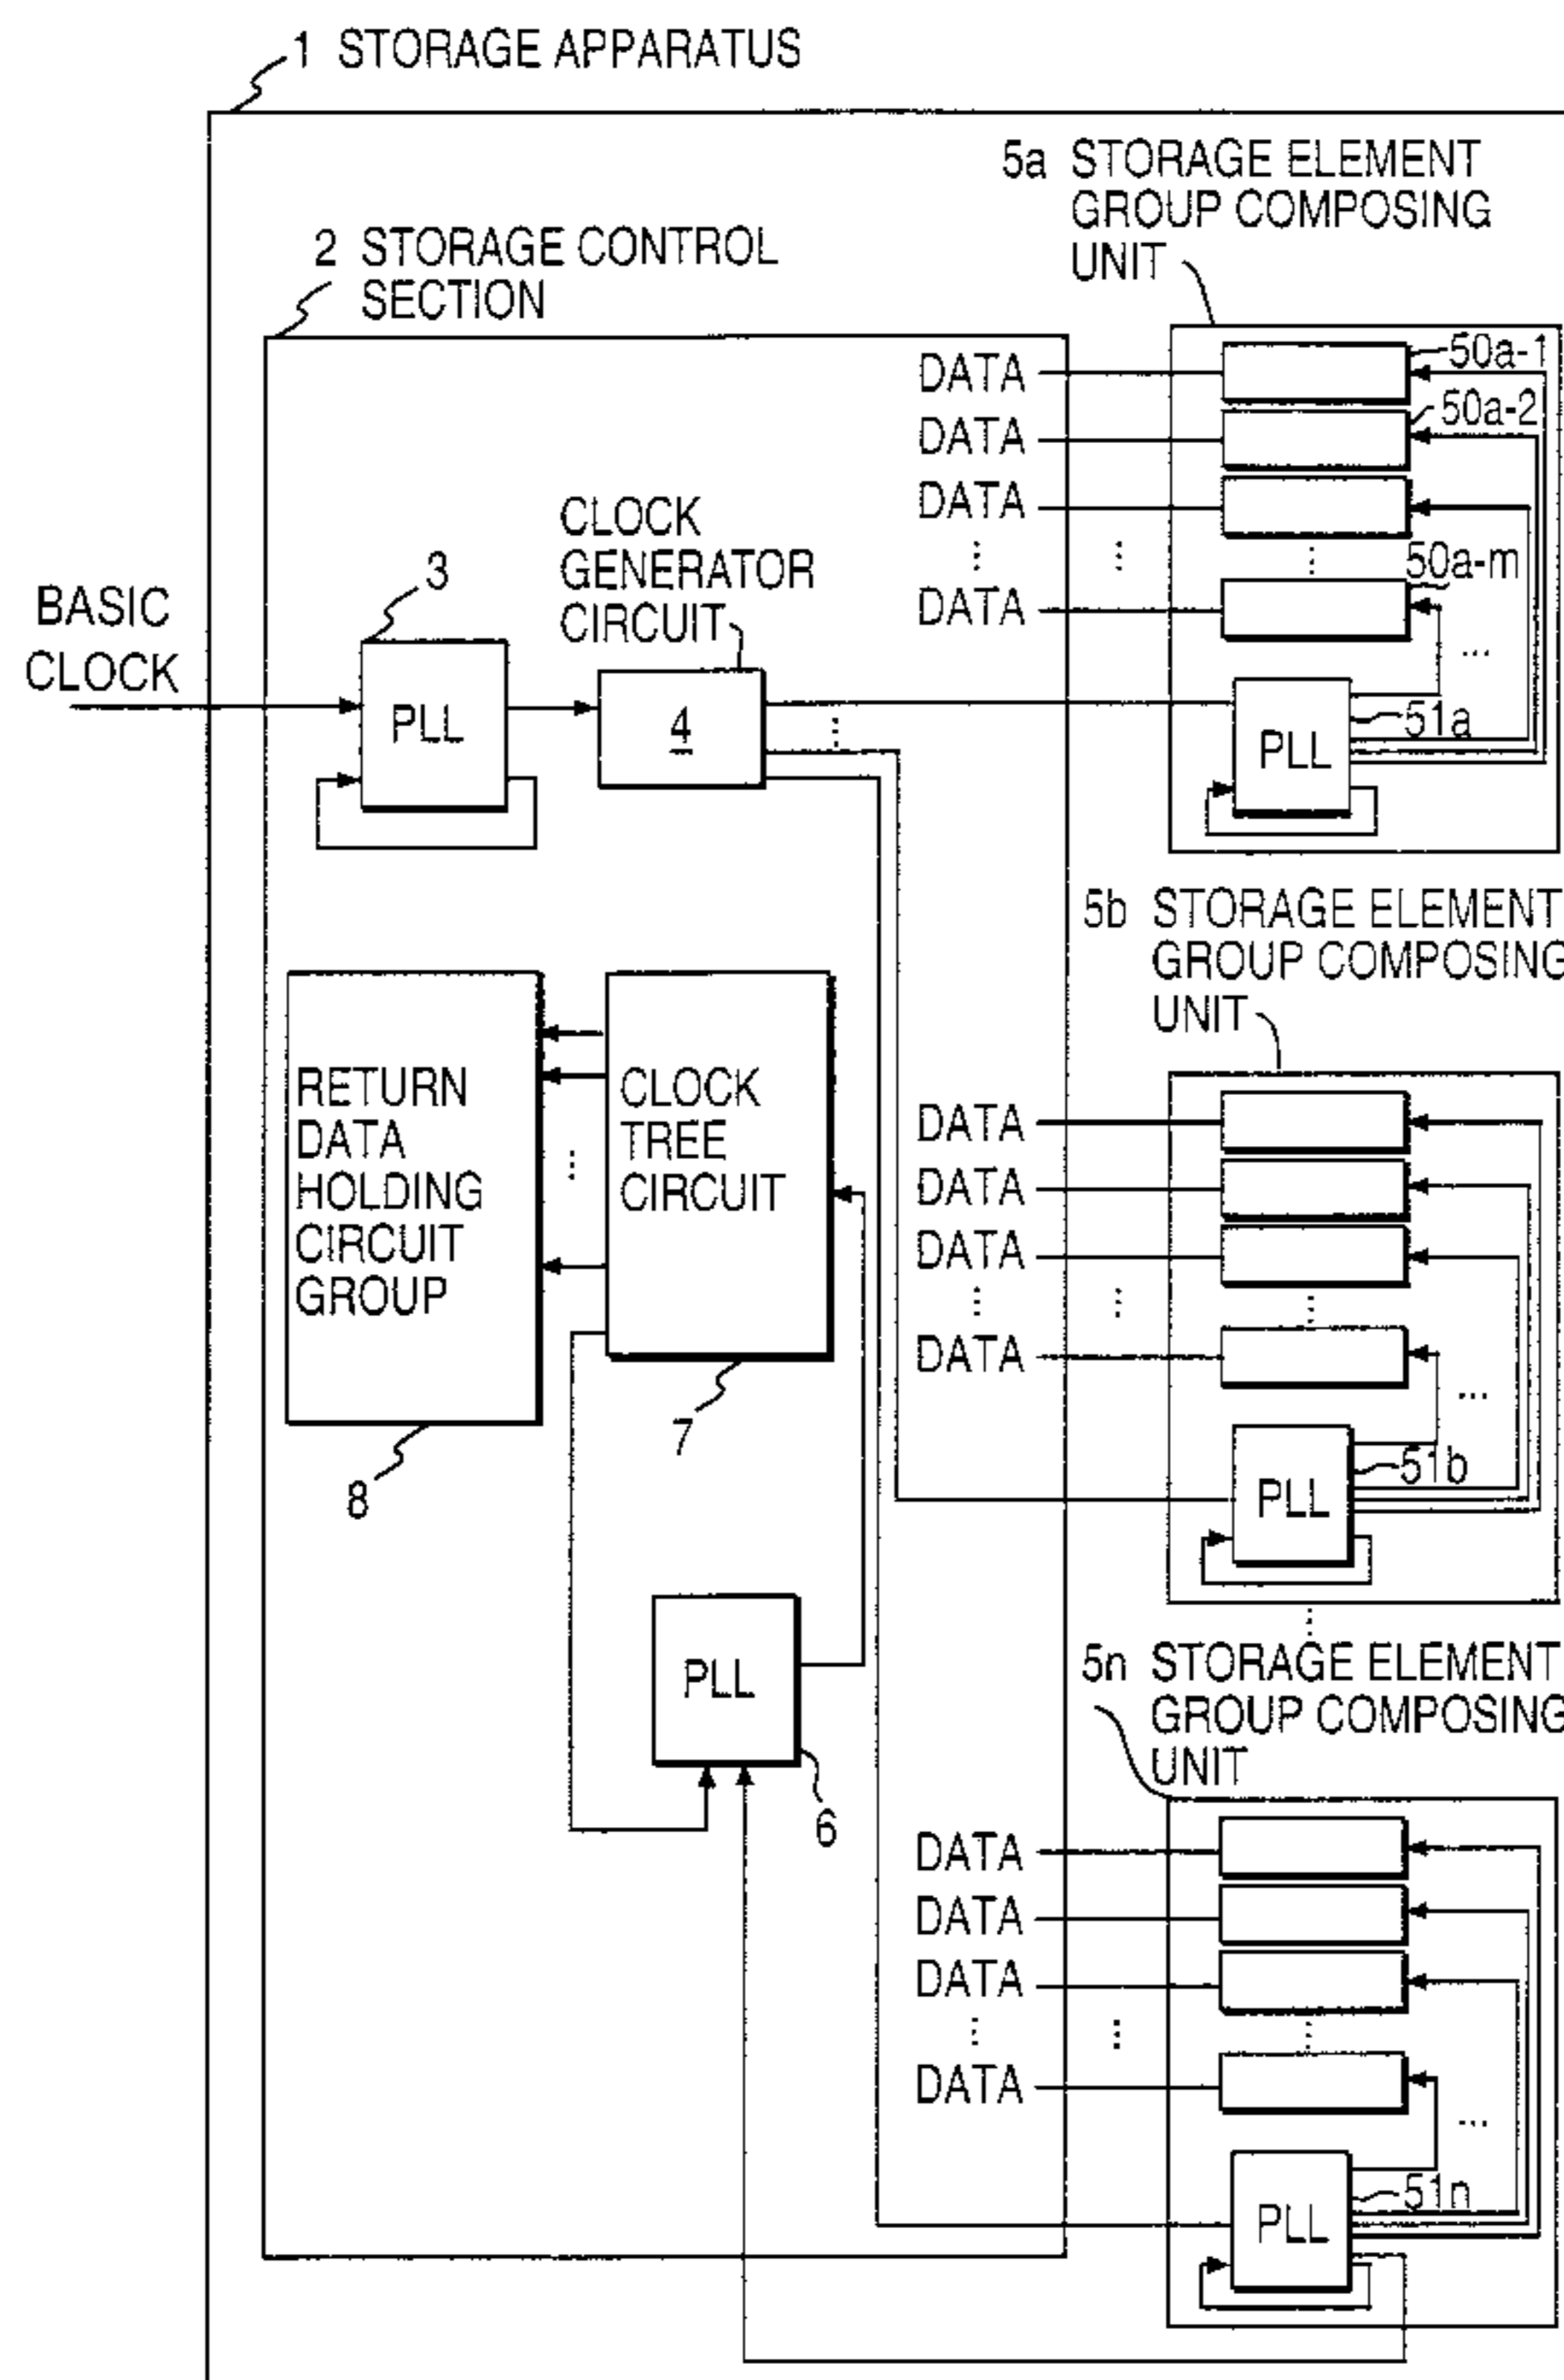 1 STORAGE APPARATUS
5a STORAGE ELEMENT
GROUP COMPOSING
UNIT
2 STORAGE CONTROL
SECTION
DATA
50a-1
DATA
50a-2
DATA
50a-m
DATA
CLOCK
GENERATOR
CIRCUIT
3
BASIC
CLOCK
PLL
4
51a
PLL
5b STORAGE ELEMENT
GROUP COMPOSING
UNIT
RETURN
DATA
HOLDING
CIRCUIT
GROUP
CLOCK
TREE
CIRCUIT
DATA
DATA
DATA
DATA
7
8
51b
PLL
PLL
6
5n STORAGE ELEMENT
GROUP COMPOSING
UNIT
DATA
DATA
DATA
DATA
51n
PLL